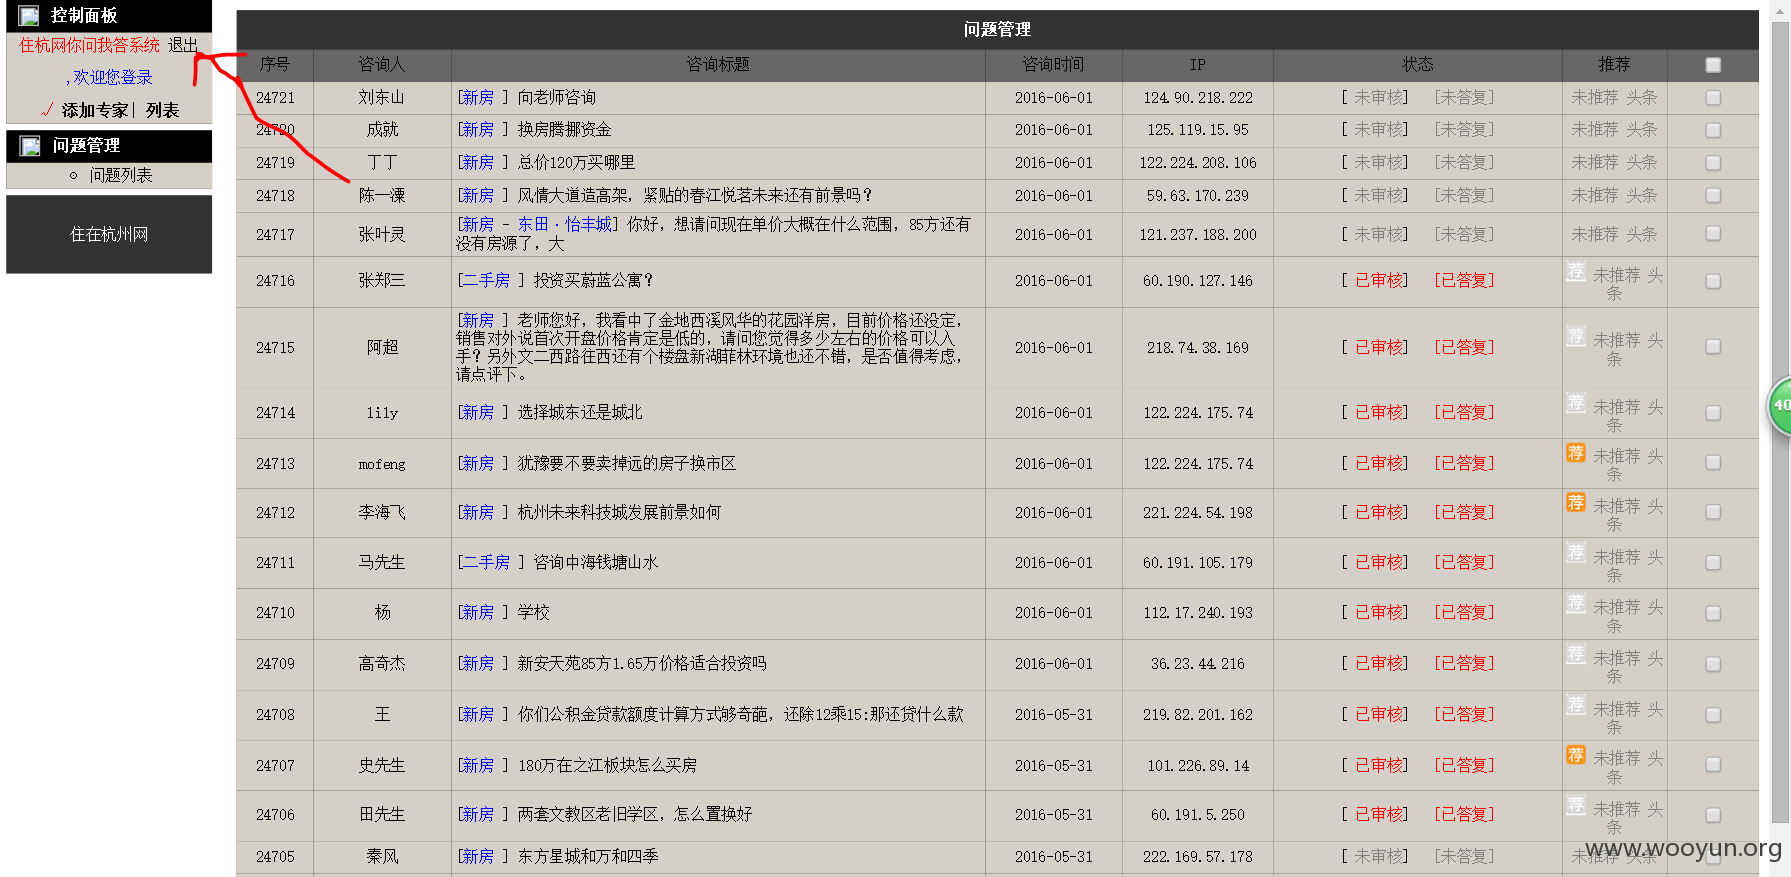 控制面板
住杭网你问我答系统 退出
,欢迎您登录
添加专家| 列表
问题管理
问题列表
住在杭州网
问题管理
序号 咨询人 咨询标题 咨询时间 IP 状态 推荐
24721 刘东山 [新房 ] 向老师咨询 2016-06-01 124.90.218.222 [ 未审核] [未答复] 未推荐 头条
24720 成就 [新房 ] 换房腾挪资金 2016-06-01 125.119.15.95 [ 未审核] [未答复] 未推荐 头条
24719 丁丁 [新房 ] 总价120万买哪里 2016-06-01 122.224.208.106 [ 未审核] [未答复] 未推荐 头条
24718 陈一溧 [新房 ] 风情大道造高架，紧贴的春江悦茗未来还有前景吗？ 2016-06-01 59.63.170.239 [ 未审核] [未答复] 未推荐 头条
24717 张叶灵 [新房 - 东田·怡丰城] 你好，想请问现在单价大概在什么范围，85方还有
没有房源了，大 2016-06-01 121.237.188.200 [ 未审核] [未答复] 未推荐 头条
24716 张郑三 [二手房 ] 投资买蔚蓝公寓？ 2016-06-01 60.190.127.146 [ 已审核] [已答复] 荐 未推荐 头
条
24715 阿超 [新房 ] 老师您好，我看中了金地西溪风华的花园洋房，目前价格还没定，
销售对外说首次开盘价格肯定是低的，请问您觉得多少左右的价格可以入
手？另外文二西路往西还有个楼盘新湖菲林环境也还不错，是否值得考虑，
请点评下。 2016-06-01 218.74.38.169 [ 已审核] [已答复] 荐 未推荐 头
条
24714 lily [新房 ] 选择城东还是城北 2016-06-01 122.224.175.74 [ 已审核] [已答复] 荐 未推荐 头
条
24713 mofeng [新房 ] 犹豫要不要卖掉远的房子换市区 2016-06-01 122.224.175.74 [ 已审核] [已答复] 荐 未推荐 头
条
24712 李海飞 [新房 ] 杭州未来科技城发展前景如何 2016-06-01 221.224.54.198 [ 已审核] [已答复] 荐 未推荐 头
条
24711 马先生 [二手房 ] 咨询中海钱塘山水 2016-06-01 60.191.105.179 [ 已审核] [已答复] 荐 未推荐 头
条
24710 杨 [新房 ] 学校 2016-06-01 112.17.240.193 [ 已审核] [已答复] 荐 未推荐 头
条
24709 高奇杰 [新房 ] 新安天苑85方1.65万价格适合投资吗 2016-06-01 36.23.44.216 [ 已审核] [已答复] 荐 未推荐 头
条
24708 王 [新房 ] 你们公积金贷款额度计算方式够奇葩，还除12乘15:那还贷什么款 2016-05-31 219.82.201.162 [ 已审核] [已答复] 荐 未推荐 头
条
24707 史先生 [新房 ] 180万在之江板块怎么买房 2016-05-31 101.226.89.14 [ 已审核] [已答复] 荐 未推荐 头
条
24706 田先生 [新房 ] 两套文教区老旧学区，怎么置换好 2016-05-31 60.191.5.250 [ 已审核] [已答复] 荐 未推荐 头
条
24705 秦风 [新房 ] 东方星城和万和四季 2016-05-31 222.169.57.178 [ 未审核] [未答复] 未推荐 头条
40
www.wooyun.org